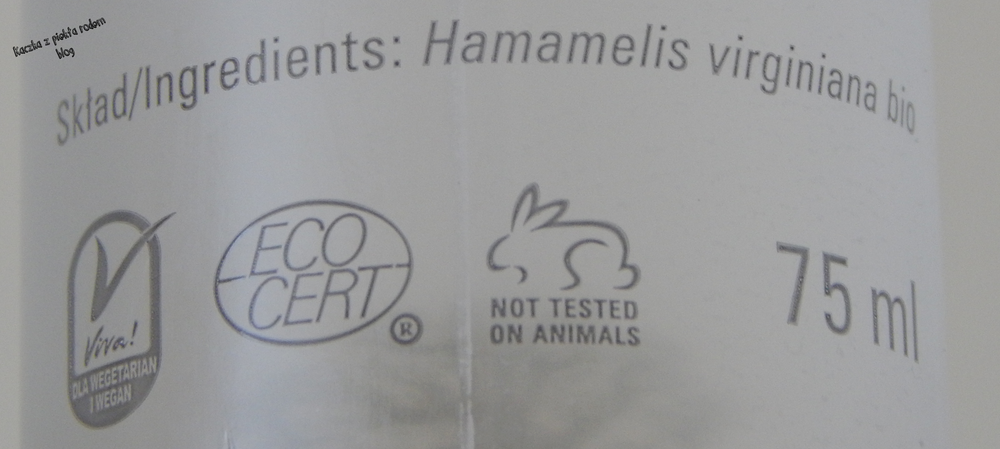 Kaczka z piekła rodem
blog
Skład/Ingredients: Hamamelis virginiana bio
Viva!
DLA WEGETARIAN
I WEGAN
ECO
CERT
®
NOT TESTED
ON ANIMALS
75 ml